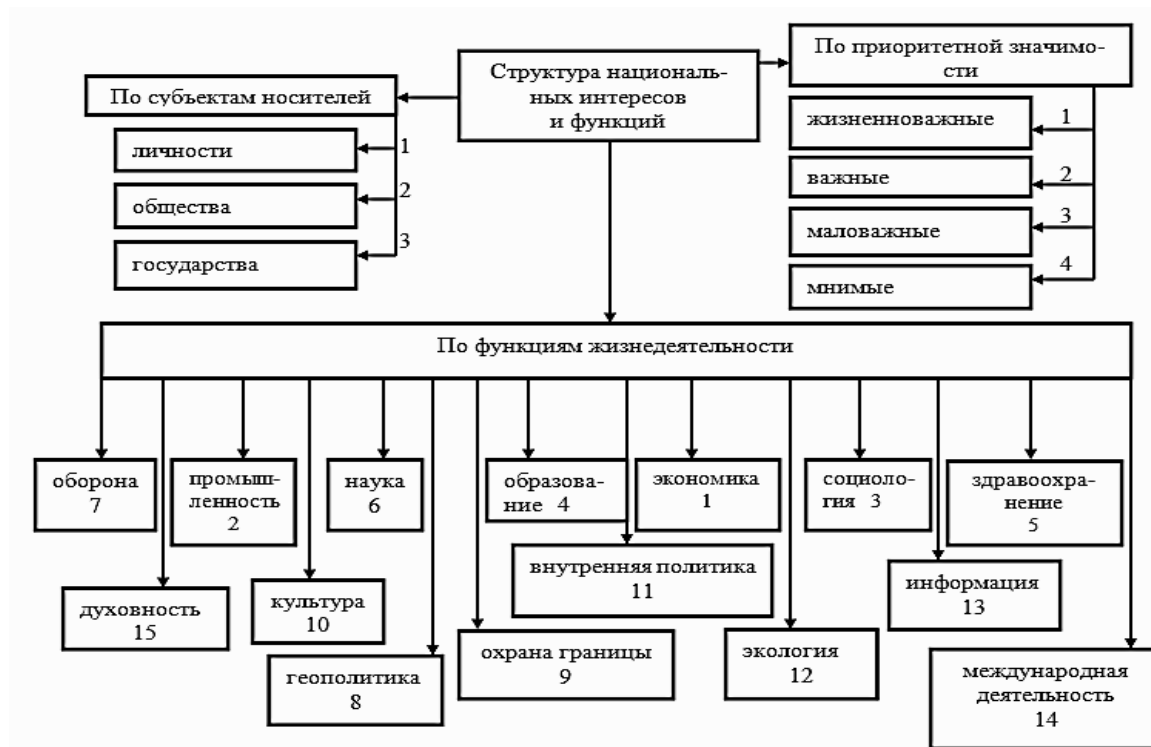 Структура националь-
ных интересов
и функций
По приоритетной значимо-
сти
По субъектам носителей
личности
1
общества
2
государства
3
жизненноважные
1
важные
2
маловажные
3
мнимые
4
По функциям жизнедеятельности
оборона
7
промыш-
ленность
2
наука
6
образова-
ние 4
экономика
1
социоло-
гия 3
здравоохра-
нение
5
духовность
15
культура
10
геополитика
8
охрана границы
9
внутренняя политика
11
экология
12
информация
13
международная
деятельность
14